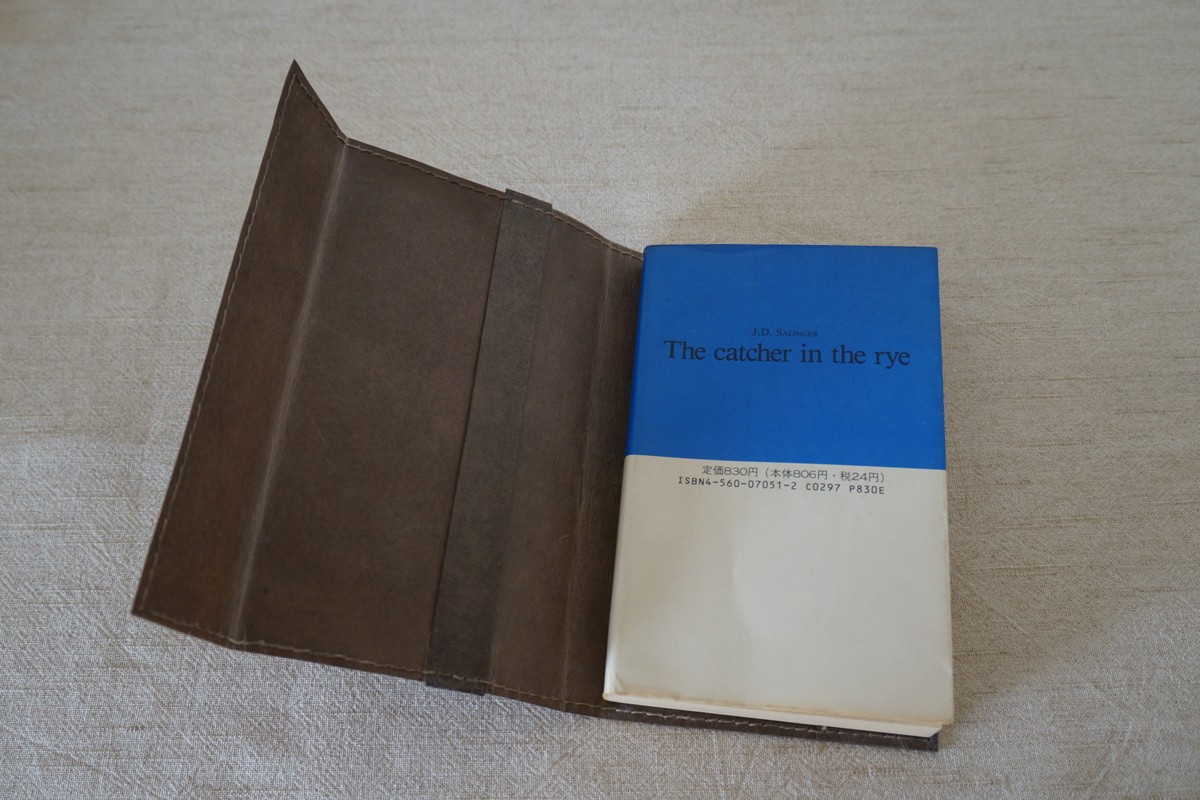 J.D. SALINGER
The catcher in the rye
定価830円（本体806円・税24円）
ISBN4-560-07051-2 C0297 P830E